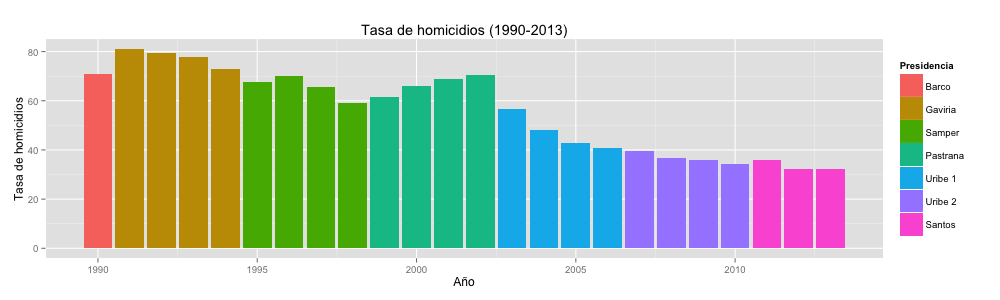 Tasa de homicidios (1990-2013)
Tasa de homicidios
80
60
40
20
0
1990
1995
2000
2005
2010
Año
Presidencia
Barco
Gaviria
Samper
Pastrana
Uribe 1
Uribe 2
Santos